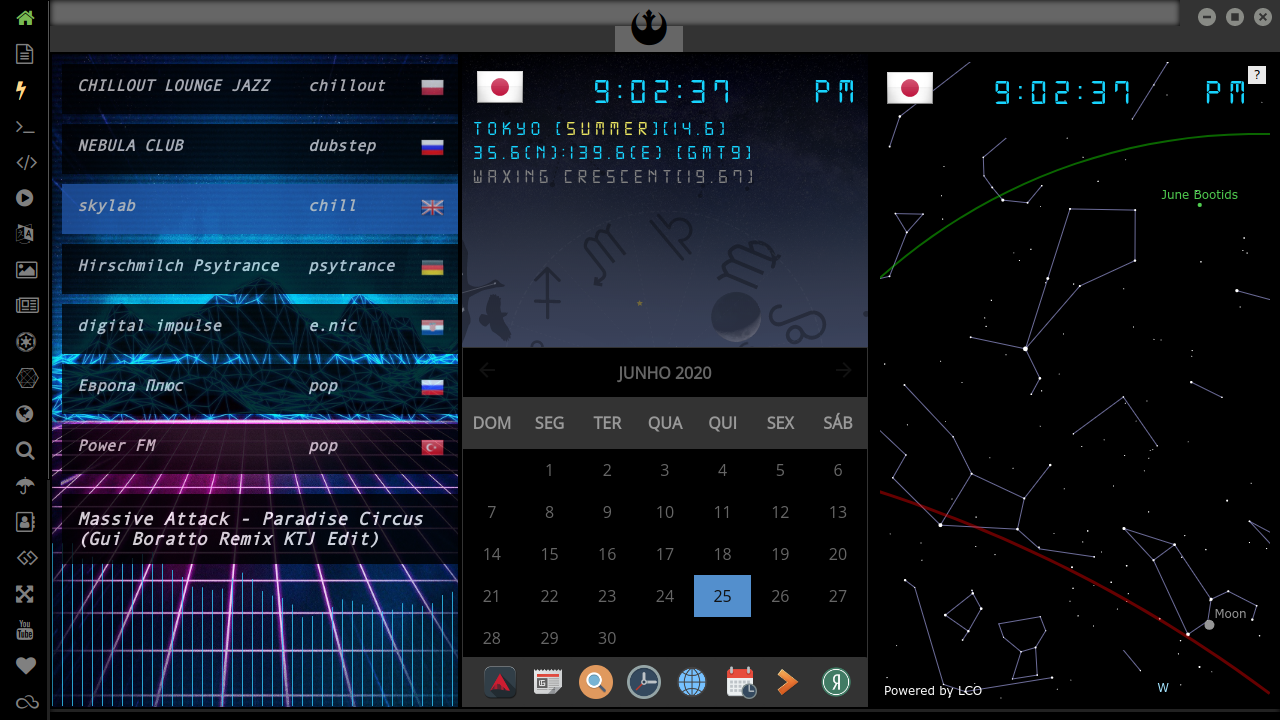 CHILLOUT LOUNGE JAZZ chillout
NEBULA CLUB dubstep
skylab chill
Hirschmilch Psytrance psytrance
digital impulse e.nic
Европа Плюс pop
Power FM pop
Massive Attack - Paradise Circus
(Gui Boratto Remix KTJ Edit)
9:02:37 PM
TOKYO [SUMMER][14.6]
35.6(N):139.6(E) [GMT9]
WAXING CRESCENT[19.67]
JUNHO 2020
DOM SEG TER QUA QUI SEX SÁB
1 2 3 4 5 6
7 8 9 10 11 12 13
14 15 16 17 18 19 20
21 22 23 24 25 26 27
28 29 30
Я
9:02:37 PM
?
June Bootids
Moon
W
Powered by LCO
You
Tube